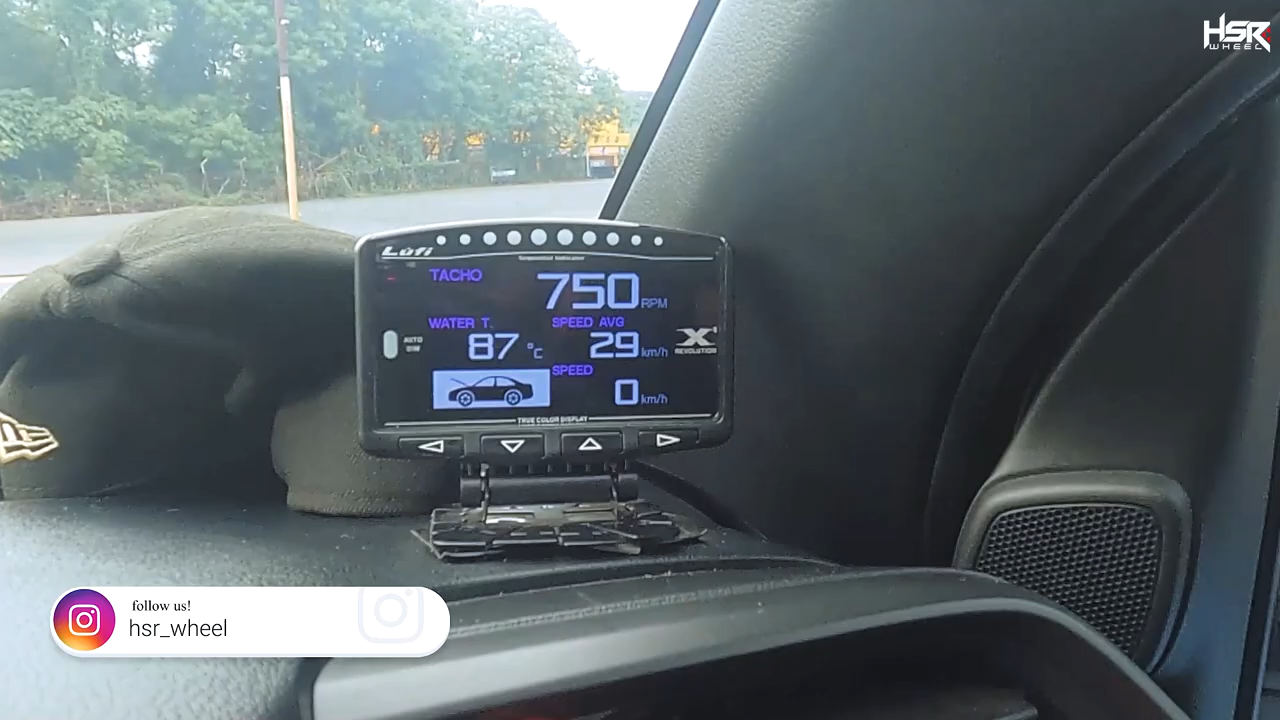 HSR
WHEEL
Lufi
TACHO
750 RPM
WATER T.
SPEED AVG
87 °C
29 km/h
AUTO
DIM
X1
REVOLUTION
SPEED
0 km/h
TRUE COLOR DISPLAY
follow us!
hsr_wheel